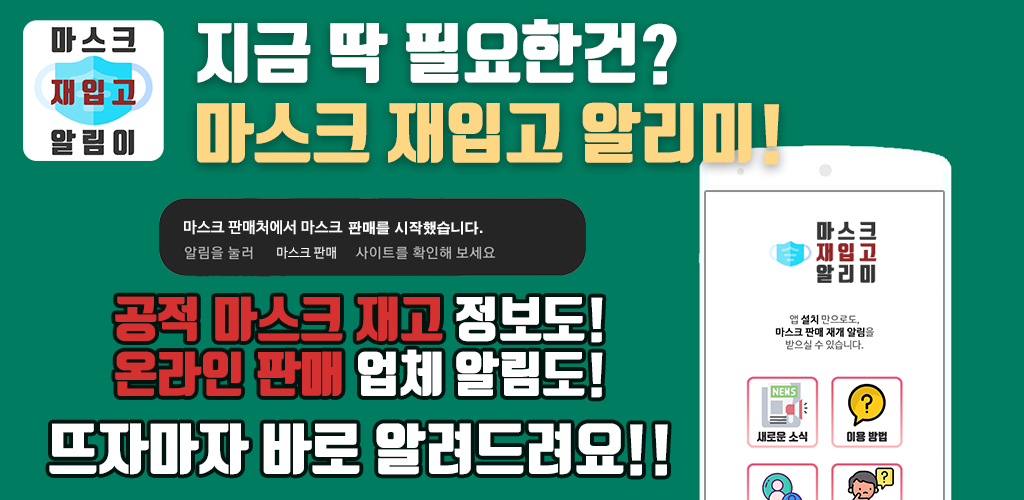 마스크
재입고
알림이
지금 딱 필요한건?
마스크 재입고 알리미!
마스크 판매처에서 마스크 판매를 시작했습니다.
알림을 눌러 마스크 판매 사이트를 확인해 보세요
공적 마스크 재고 정보도!
온라인 판매 업체 알림도!
뜨자마자 바로 알려드려요!!
마스크
재입고
알리미
앱 설치 만으로도,
마스크 판매 재개 알림을
받으실 수 있습니다.
NEWS
새로운 소식
?
이용 방법
?